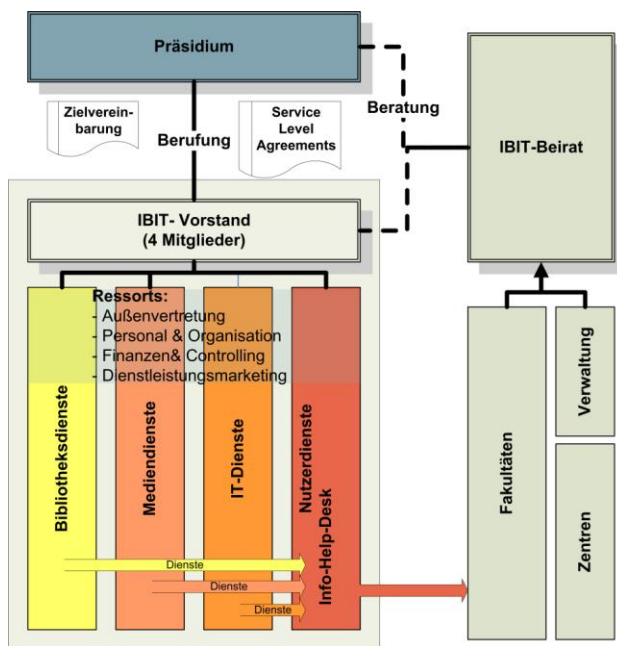 Präsidium
Zielverein-
barung
Berufung
Service
Level
Agreements
Beratung
IBIT-Beirat
IBIT- Vorstand
(4 Mitglieder)
Ressorts:
- Außenvertretung
- Personal & Organisation
- Finanzen& Controlling
- Dienstleistungsmarketing
Bibliotheksdienste
Mediendienste
IT-Dienste
Nutzerdienste
Info-Help-Desk
Dienste
Dienste
Dienste
Fakultäten
Verwaltung
Zentren